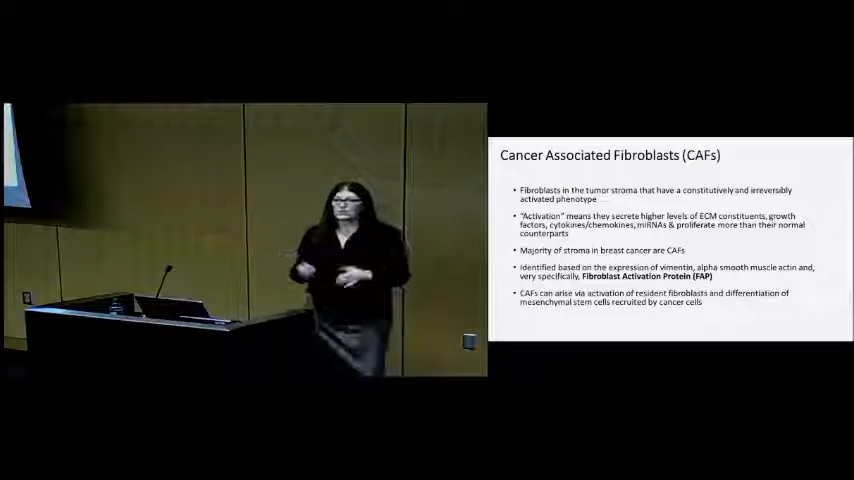 Cancer Associated Fibroblasts (CAFs)
• Fibroblasts in the tumor stroma that have a constitutively and irreversibly
activated phenotype
• "Activation" means they secrete higher levels of ECM constituents, growth
factors, cytokines/chemokines, miRNAs & proliferate more than their normal
counterparts
• Majority of stroma in breast cancer are CAFs
• Identified based on the expression of vimentin, alpha smooth muscle actin and,
very specifically, Fibroblast Activation Protein (FAP)
• CAFs can arise via activation of resident fibroblasts and differentiation of
mesenchymal stem cells recruited by cancer cells